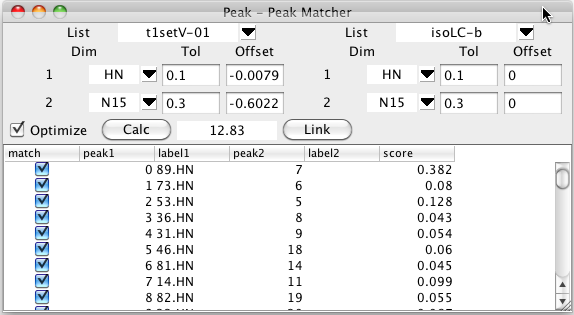 Peak – Peak Matcher
List t1setV-01 List isoLC-b
Dim Tol Offset Dim Tol Offset
1 HN 0.1 -0.0079 1 HN 0.1 0
2 N15 0.3 -0.6022 2 N15 0.3 0
Optimize Calc 12.83 Link
match peak1 label1 peak2 label2 score
0 89.HN 7 0.382
1 73.HN 6 0.08
2 53.HN 5 0.128
3 36.HN 8 0.043
4 31.HN 9 0.054
5 46.HN 18 0.06
6 81.HN 14 0.045
7 14.HN 11 0.099
8 82.HN 19 0.055